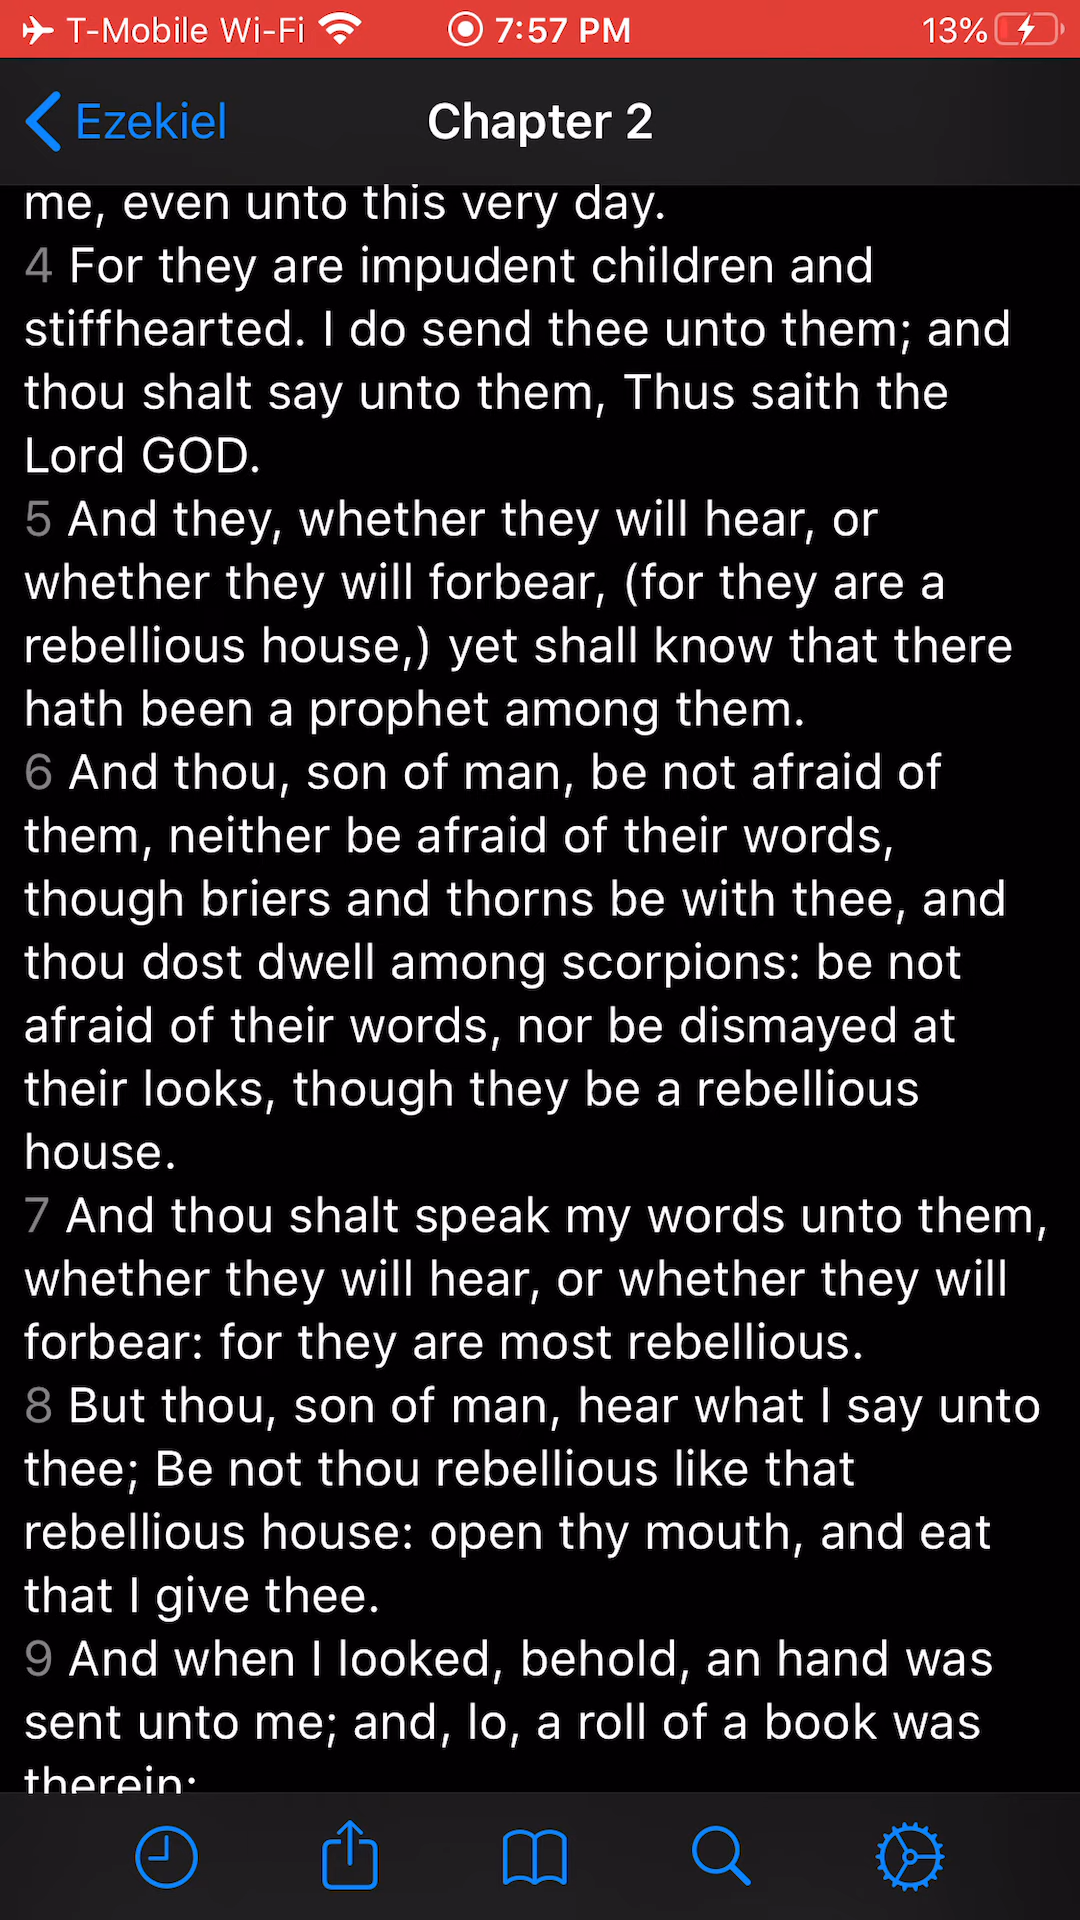 T-Mobile Wi-Fi 7:57 PM 13%
Ezekiel Chapter 2
me, even unto this very day.
4 For they are impudent children and
stiffhearted. I do send thee unto them; and
thou shalt say unto them, Thus saith the
Lord GOD.
5 And they, whether they will hear, or
whether they will forbear, (for they are a
rebellious house,) yet shall know that there
hath been a prophet among them.
6 And thou, son of man, be not afraid of
them, neither be afraid of their words,
though briers and thorns be with thee, and
thou dost dwell among scorpions: be not
afraid of their words, nor be dismayed at
their looks, though they be a rebellious
house.
7 And thou shalt speak my words unto them,
whether they will hear, or whether they will
forbear: for they are most rebellious.
8 But thou, son of man, hear what I say unto
thee; Be not thou rebellious like that
rebellious house: open thy mouth, and eat
that I give thee.
9 And when I looked, behold, an hand was
sent unto me; and, lo, a roll of a book was
therein;